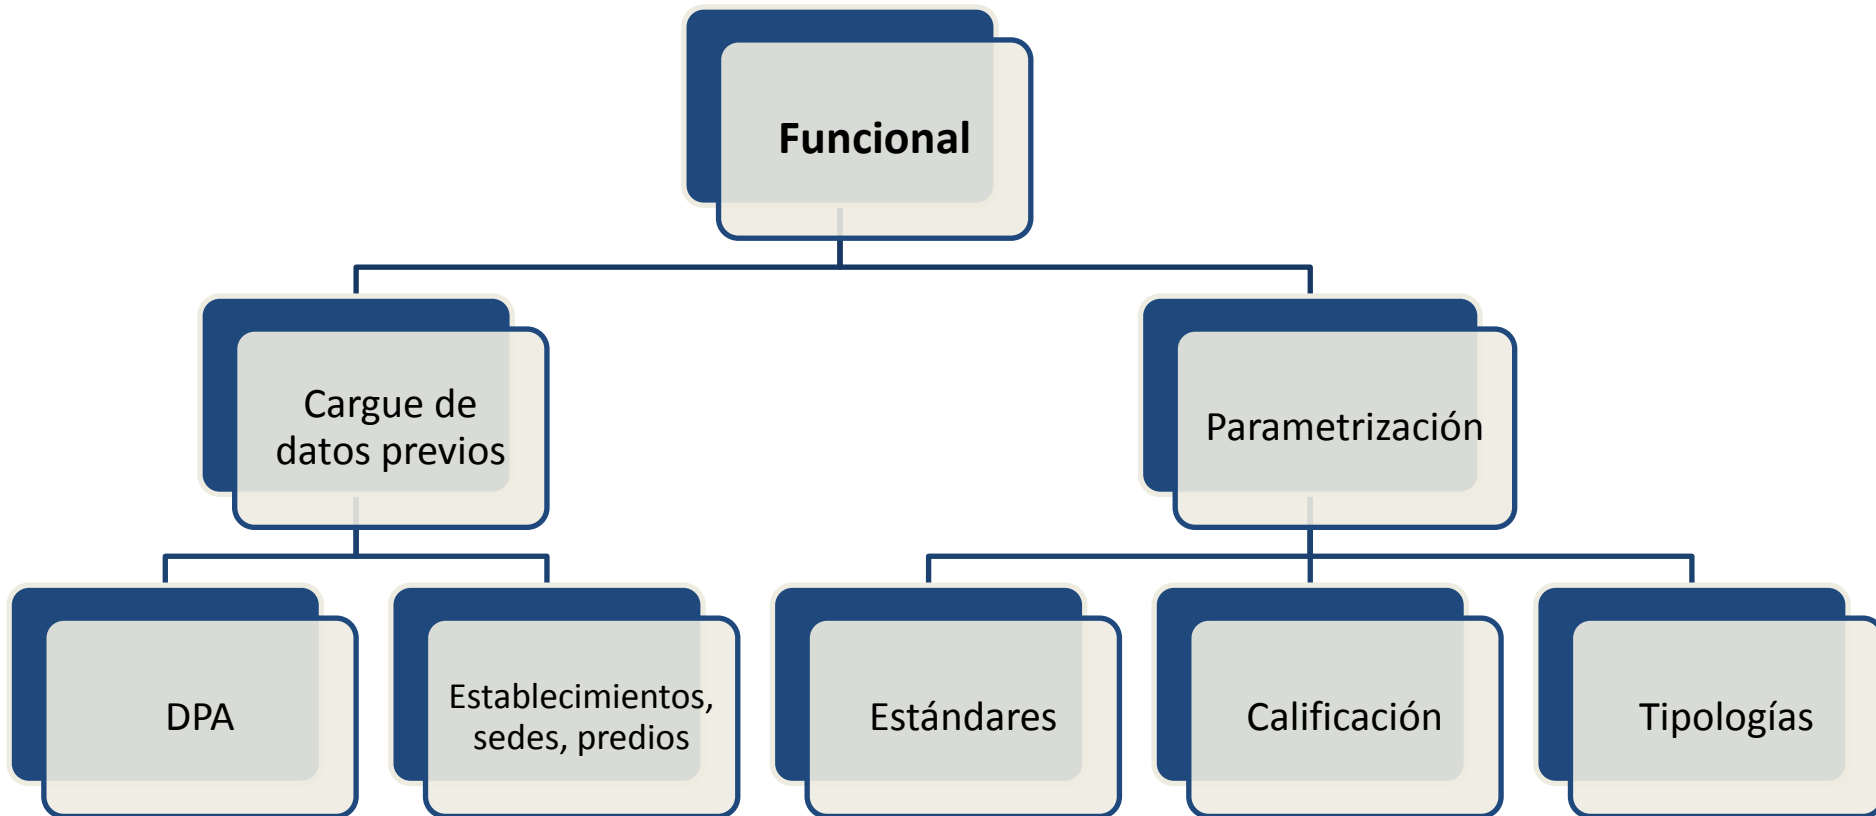 Funcional
Cargue de
datos previos
Parametrización
DPA
Establecimientos,
sedes, predios
Estándares
Calificación
Tipologías